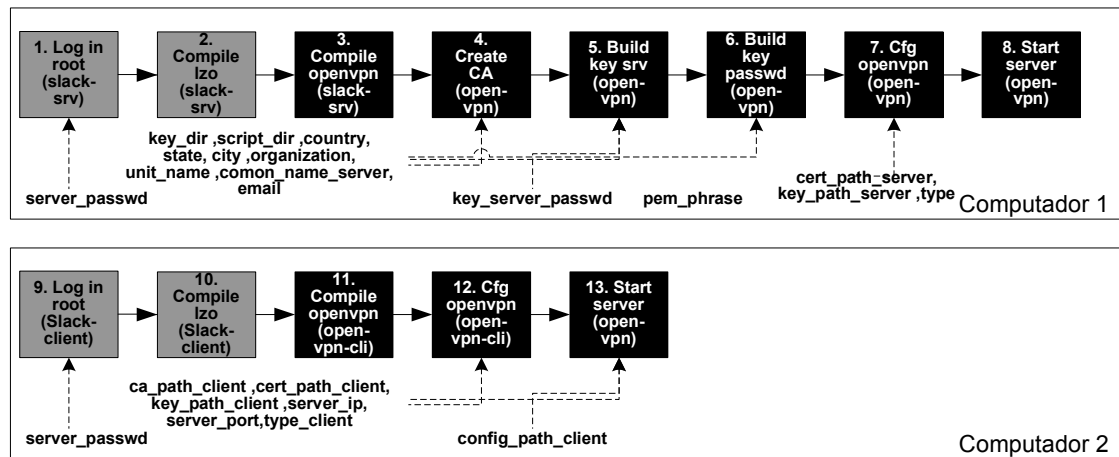 1. Log in
root
(slack-
srv)
2.
Compile
lzo
(slack-
srv)
3.
Compile
openvpn
(slack-
srv)
4.
Create
CA
(open-
vpn)
5. Build
key srv
(open-
vpn)
6. Build
key
passwd
(open-
vpn)
7. Cfg
openvpn
(open-
vpn)
8. Start
server
(open-
vpn)
key_dir ,script_dir ,country,
state, city ,organization,
unit_name ,comon_name_server,
email
server_passwd
key_server_passwd
pem_phrase
cert_path_server,
key_path_server ,type
Computador 1
9. Log in
root
(Slack-
client)
10.
Compile
lzo
(Slack-
client)
11.
Compile
openvpn
(open-
vpn-cli)
12. Cfg
openvpn
(open-
vpn-cli)
13. Start
server
(open-
vpn)
ca_path_client ,cert_path_client,
key_path_client ,server_ip,
server_port,type_client
server_passwd
config_path_client
Computador 2